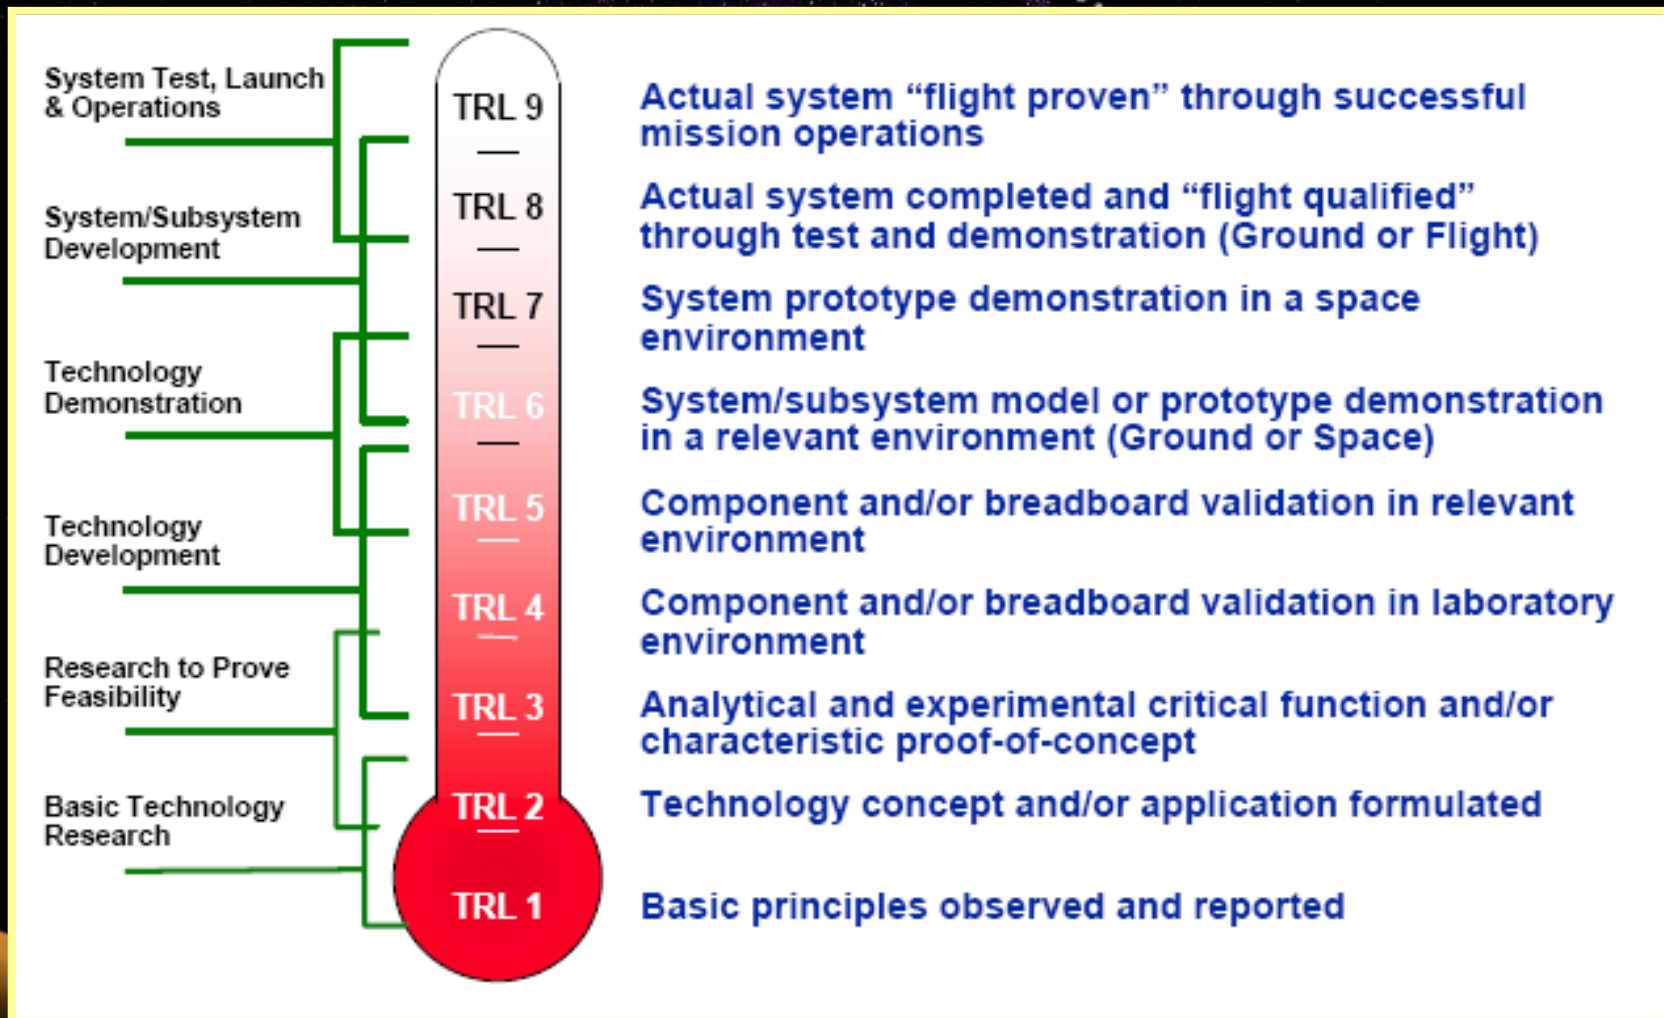 System Test, Launch
& Operations
System/Subsystem
Development
Technology
Demonstration
Technology
Development
Research to Prove
Feasibility
Basic Technology
Research
TRL 9
TRL 8
TRL 7
TRL 6
TRL 5
TRL 4
TRL 3
TRL 2
TRL 1
Actual system “flight proven” through successful
mission operations
Actual system completed and “flight qualified”
through test and demonstration (Ground or Flight)
System prototype demonstration in a space
environment
System/subsystem model or prototype demonstration
in a relevant environment (Ground or Space)
Component and/or breadboard validation in relevant
environment
Component and/or breadboard validation in laboratory
environment
Analytical and experimental critical function and/or
characteristic proof-of-concept
Technology concept and/or application formulated
Basic principles observed and reported